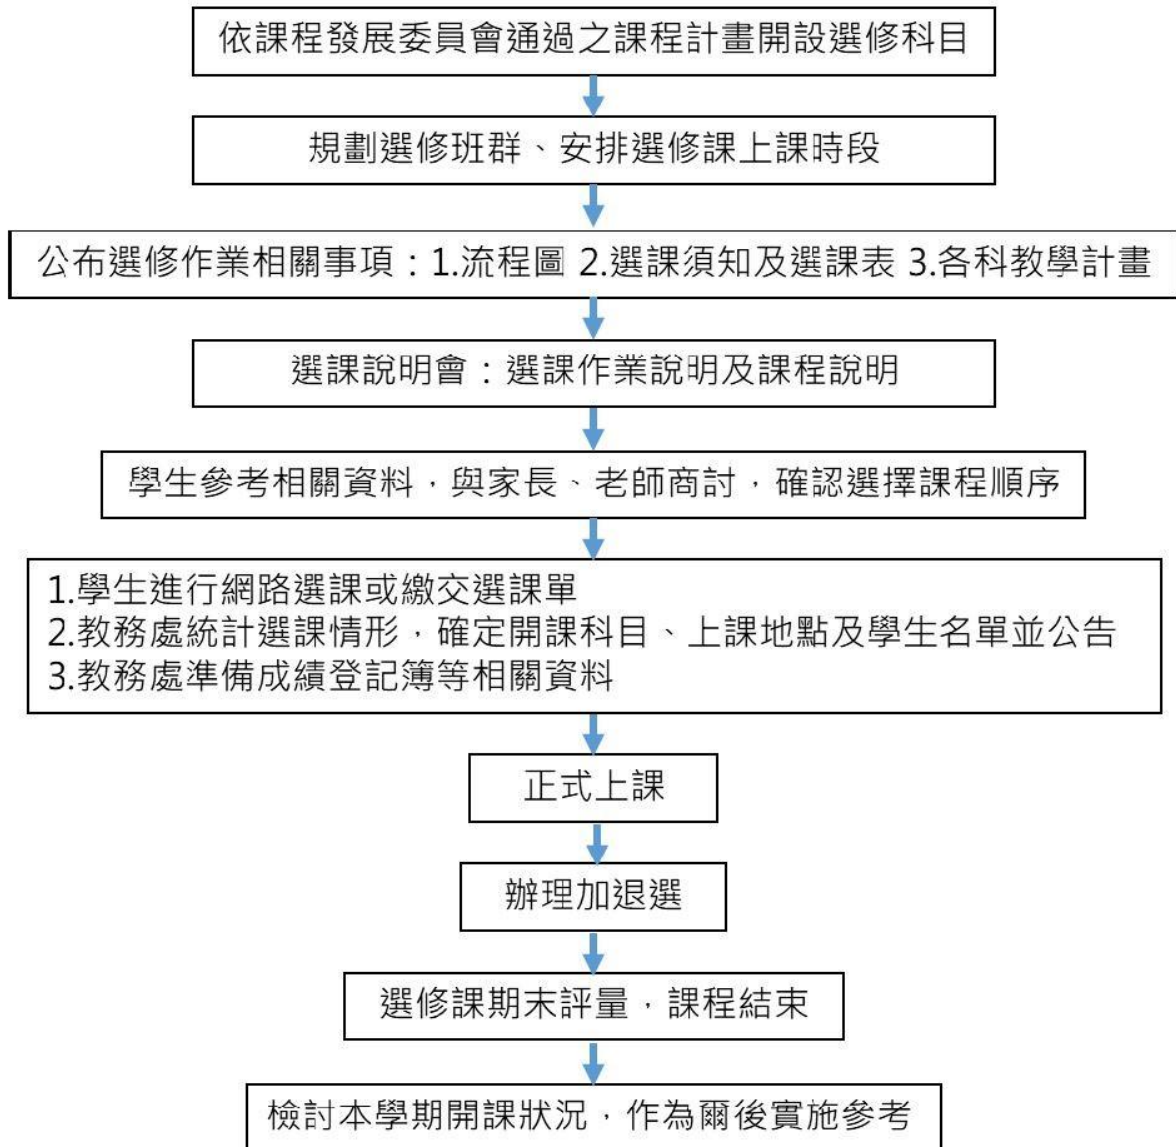 依課程發展委員會通過之課程計畫開設選修科目
規劃選修班群、安排選修課上課時段
公布選修作業相關事項：1.流程圖 2.選課須知及選課表 3.各科教學計畫
選課說明會：選課作業說明及課程說明
學生參考相關資料，與家長、老師商討，確認選擇課程順序
1.學生進行網路選課或繳交選課單
2.教務處統計選課情形，確定開課科目、上課地點及學生名單並公告
3.教務處準備成績登記簿等相關資料
正式上課
辦理加退選
選修課期末評量，課程結束
檢討本學期開課狀況，作為爾後實施參考